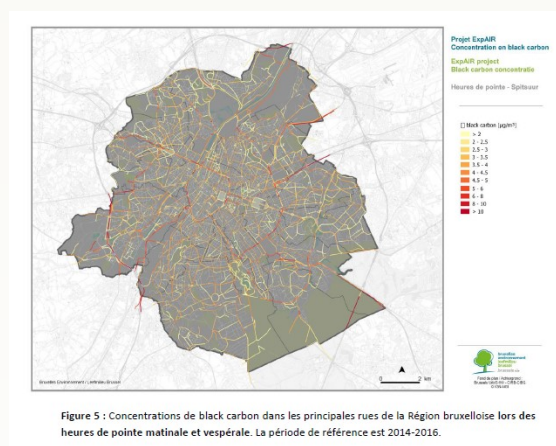 Projet ExpAIR
Concentration en black carbon
ExpAIR project
Black carbon concentratie
Heures de pointe - Spitsuur
Black carbon [µg/m³]
> 2
2 - 2.5
2.5 - 3
3 - 3.5
3.5 - 4
4 - 4.5
4.5 - 5
5 - 6
6 - 8
8 - 10
> 10
0 2 km
Figure 5 : Concentrations de black carbon dans les principales rues de la Région bruxelloise lors des
heures de pointe matinale et vespérale. La période de référence est 2014-2016.